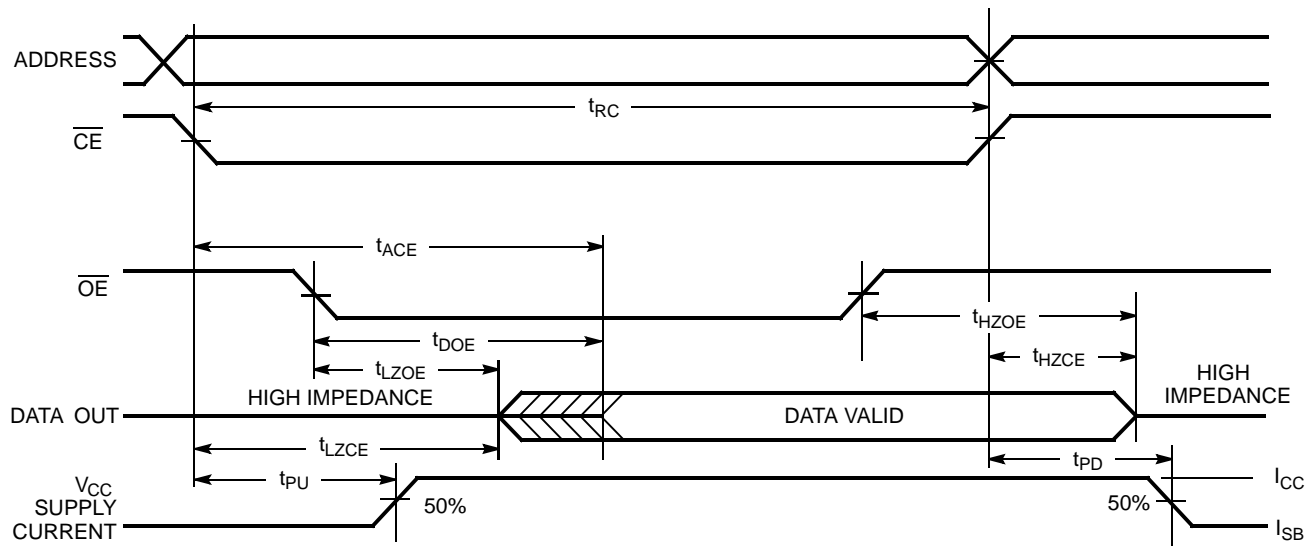 ADDRESS
tRC
CE
tACE
OE
tHZOE
tDOE
tHZCE
tLZOE
HIGH IMPEDANCE
HIGH
IMPEDANCE
DATA OUT
DATA VALID
tLZCE
tPD
tPU
VCC
SUPPLY
CURRENT
50%
50%
ICC
ISB